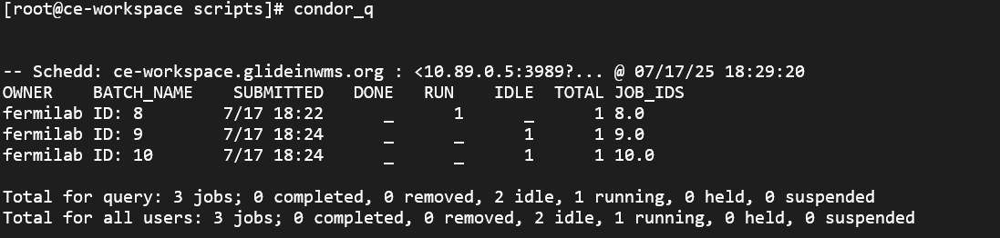 [root@ce-workspace scripts]# condor_q
-- Schedd: ce-workspace.glideinwms.org : <10.89.0.5:3989?... @ 07/17/25 18:29:20
OWNER    BATCH_NAME    SUBMITTED   DONE   RUN    IDLE  TOTAL JOB_IDS
fermilab ID: 8        7/17 18:22      _      1      _      1 8.0
fermilab ID: 9        7/17 18:24      _      _      1      1 9.0
fermilab ID: 10       7/17 18:24      _      _      1      1 10.0
Total for query: 3 jobs; 0 completed, 0 removed, 2 idle, 1 running, 0 held, 0 suspended
Total for all users: 3 jobs; 0 completed, 0 removed, 2 idle, 1 running, 0 held, 0 suspended